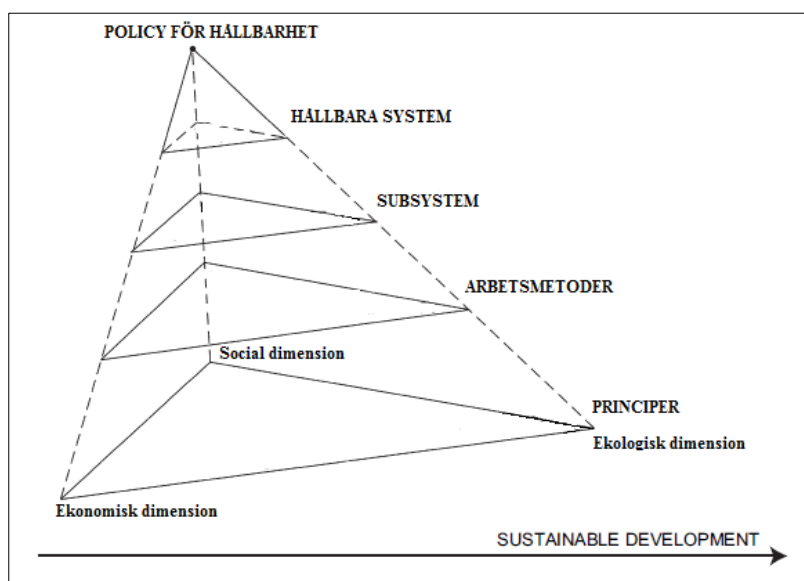 POLICY FÖR HÅLLBARHET
HÅLLBARA SYSTEM
SUBSYSTEM
ARBETSMETODER
Social dimension
PRINCIPER
Ekologisk dimension
Ekonomisk dimension
SUSTAINABLE DEVELOPMENT